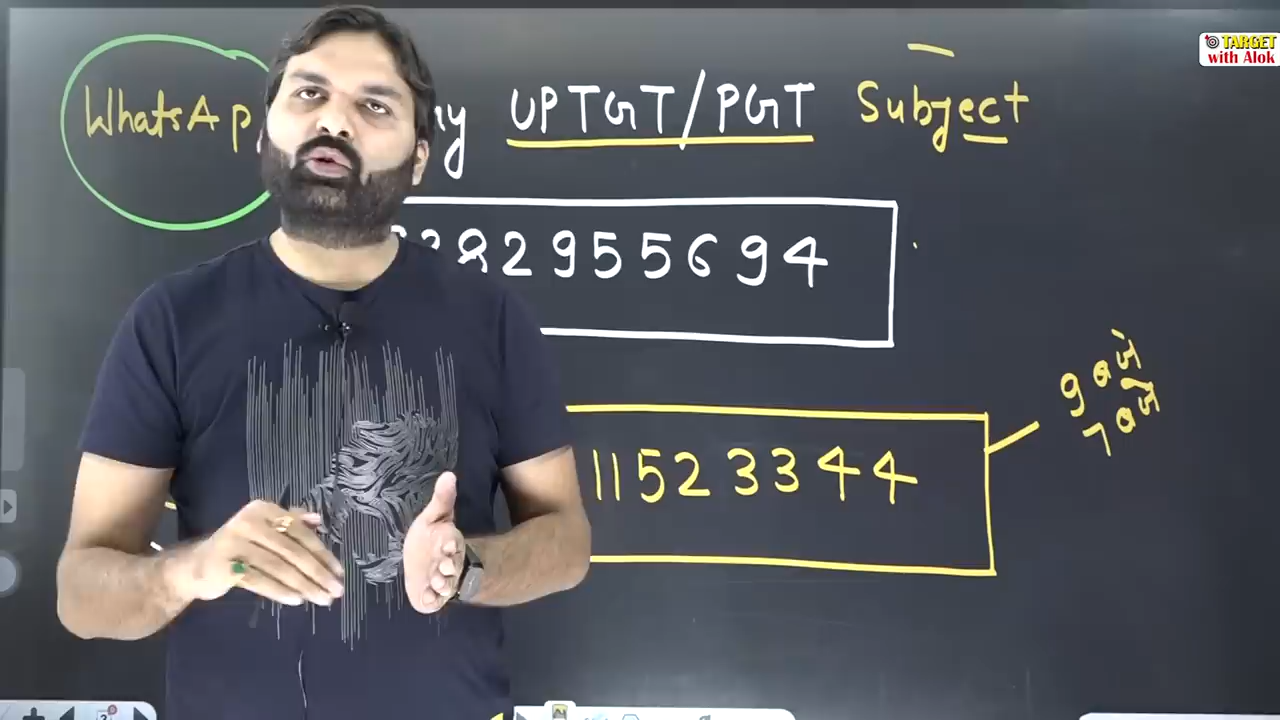 TARGET
with Alok
WhatsAp
UPTGT/PGT Subject
82955694
9 बजे
7 बजे
11523344